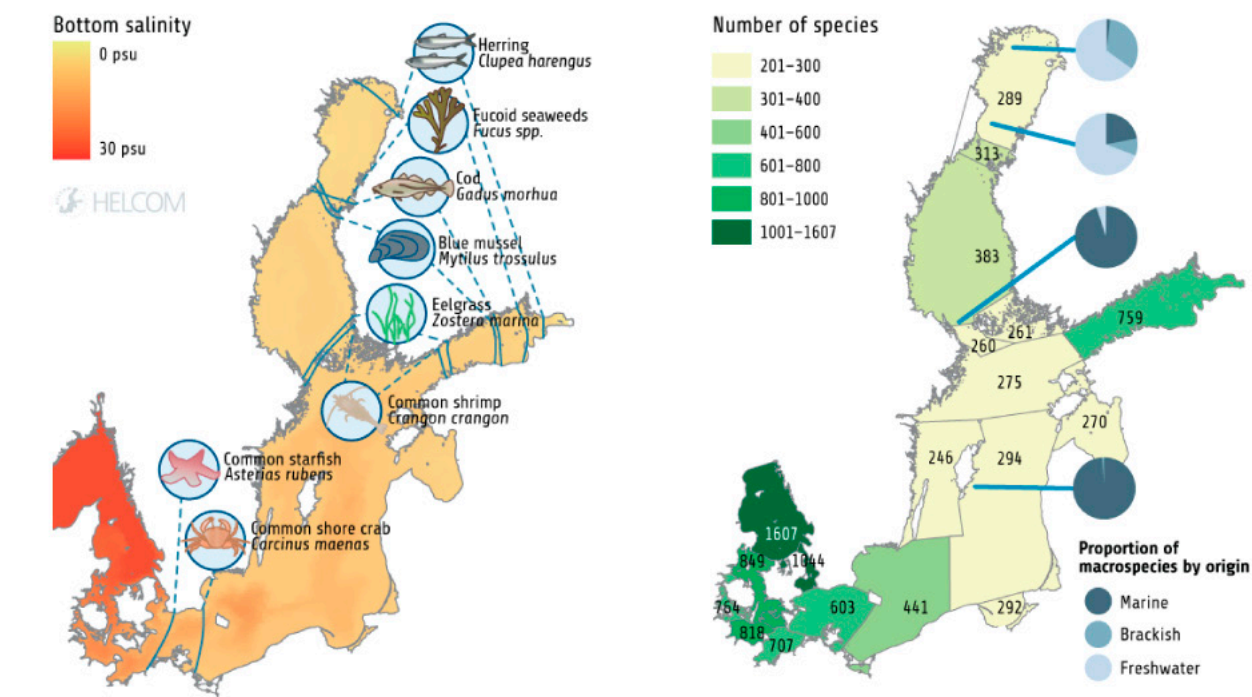 Bottom salinity
0 psu
30 psu
HELCOM
Herring
Clupea harengus
Fucoid seaweeds
Fucus spp.
Cod
Gadus morhua
Blue mussel
Mytilus trossulus
Eelgrass
Zostera marina
Common shrimp
Crangon crangon
Common starfish
Asterias rubens
Common shore crab
Carcinus maenas
Number of species
201–300
301–400
401–600
601–800
801–1000
1001–1607
289
313
383
759
261
260
275
270
246
294
1607
849
1044
764
603
441
292
818
707
Proportion of
macrospecies by origin
Marine
Brackish
Freshwater